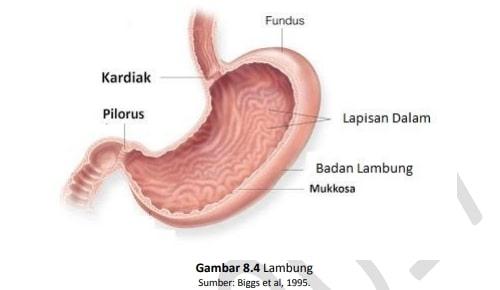 Fundus
Kardiak
Pilorus
Lapisan Dalam
Badan Lambung
Mukkosa
Gambar 8.4 Lambung
Sumber: Biggs et al, 1995.